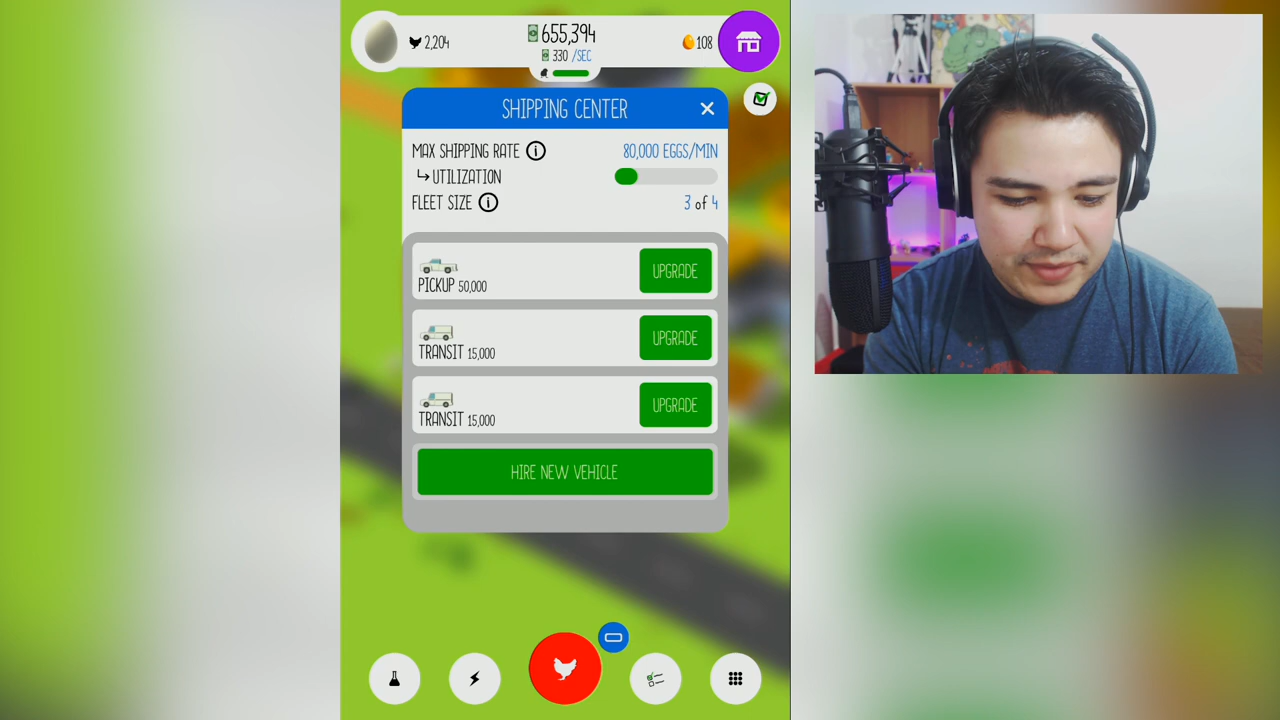 2,204
655,394
330 /SEC
108
SHIPPING CENTER
MAX SHIPPING RATE i 80,000 EGGS/MIN
UTILIZATION
FLEET SIZE i 3 of 4
PICKUP 50,000
UPGRADE
TRANSIT 15,000
UPGRADE
TRANSIT 15,000
UPGRADE
HIRE NEW VEHICLE